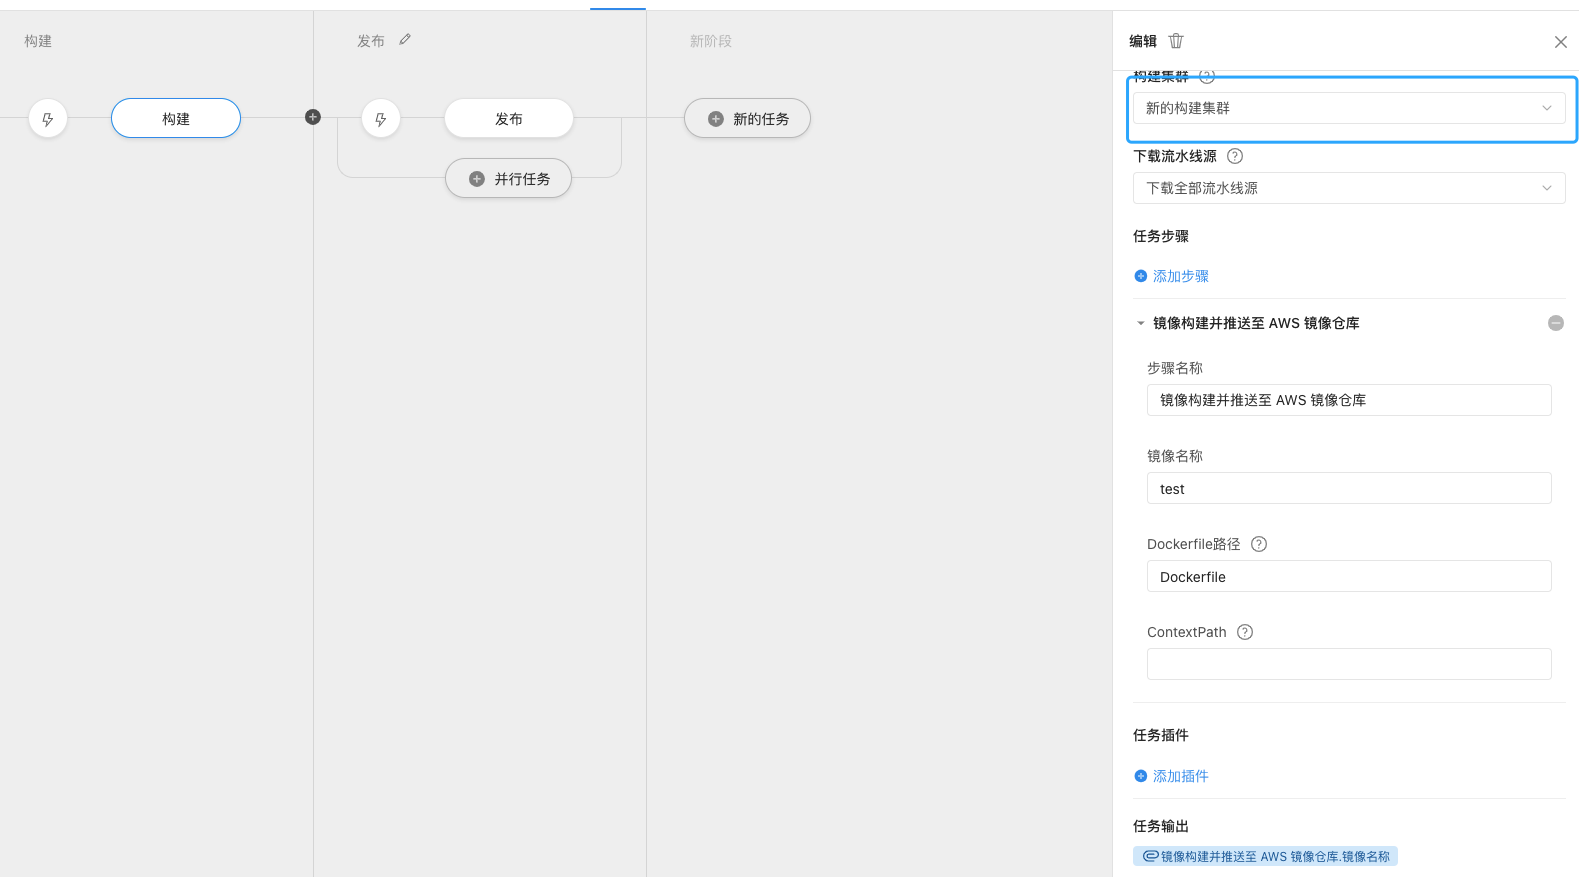 构建
发布
新阶段
构建
发布
新的任务
并行任务
编辑
构建集群
新的构建集群
下载流水线源
下载全部流水线源
任务步骤
添加步骤
镜像构建并推送至 AWS 镜像仓库
步骤名称
镜像构建并推送至 AWS 镜像仓库
镜像名称
test
Dockerfile路径
Dockerfile
ContextPath
任务插件
添加插件
任务输出
镜像构建并推送至 AWS 镜像仓库.镜像名称